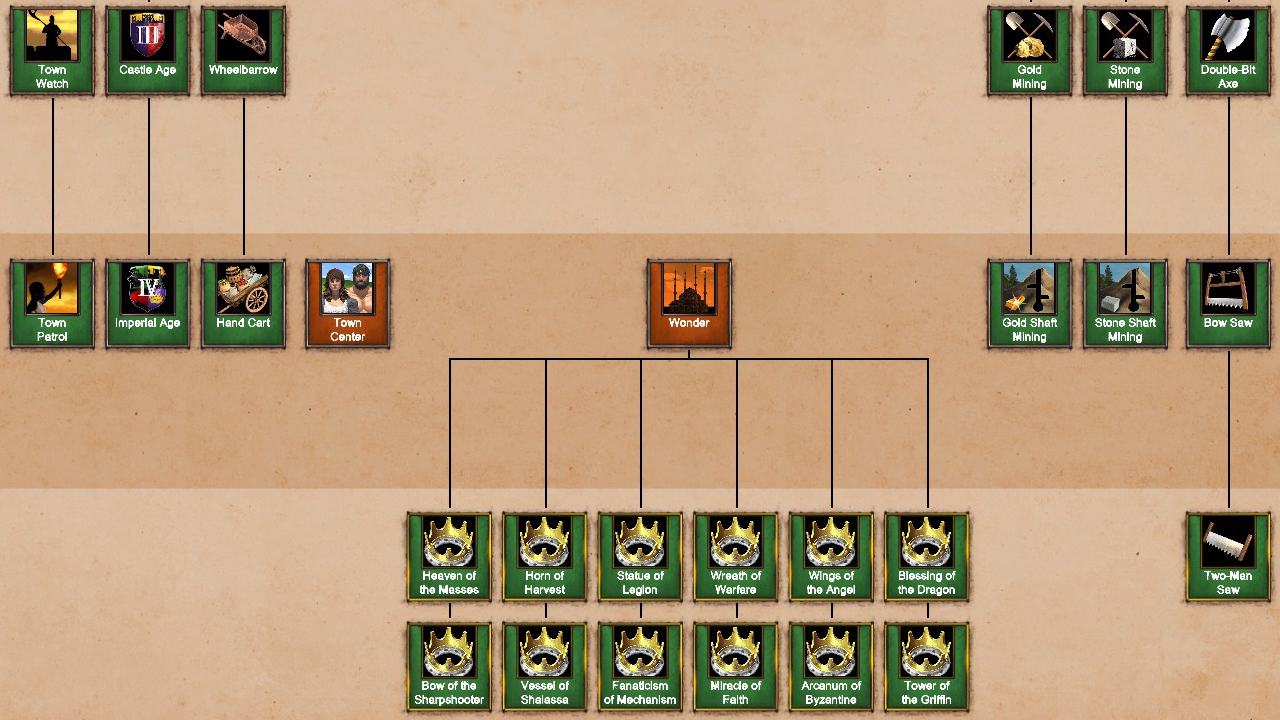 Town
Watch
III
Castle Age
Wheelbarrow
Gold
Mining
Stone
Mining
Double-Bit
Axe
Town
Patrol
IV
Imperial Age
Hand Cart
Town
Center
Wonder
Gold Shaft
Mining
Stone Shaft
Mining
Bow Saw
Heaven of
the Masses
Horn of
Harvest
Statue of
Legion
Wreath of
Warfare
Wings of
the Angel
Blessing of
the Dragon
Two-Man
Saw
Bow of the
Sharpshooter
Vessel of
Shalassa
Fanaticism
of Mechanism
Miracle of
Faith
Arcanum of
Byzantine
Tower of
the Griffin